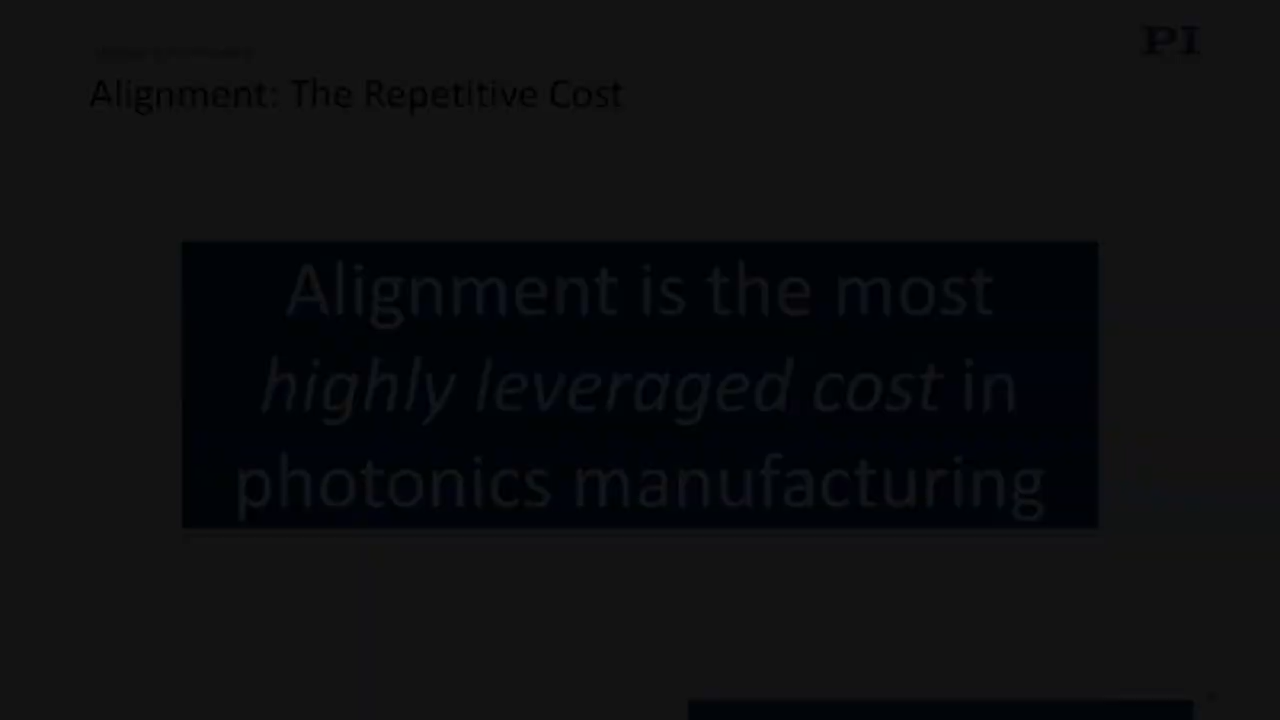 PI
Alignment: The Repetitive Cost
Alignment is the most
highly leveraged cost in
photonics manufacturing